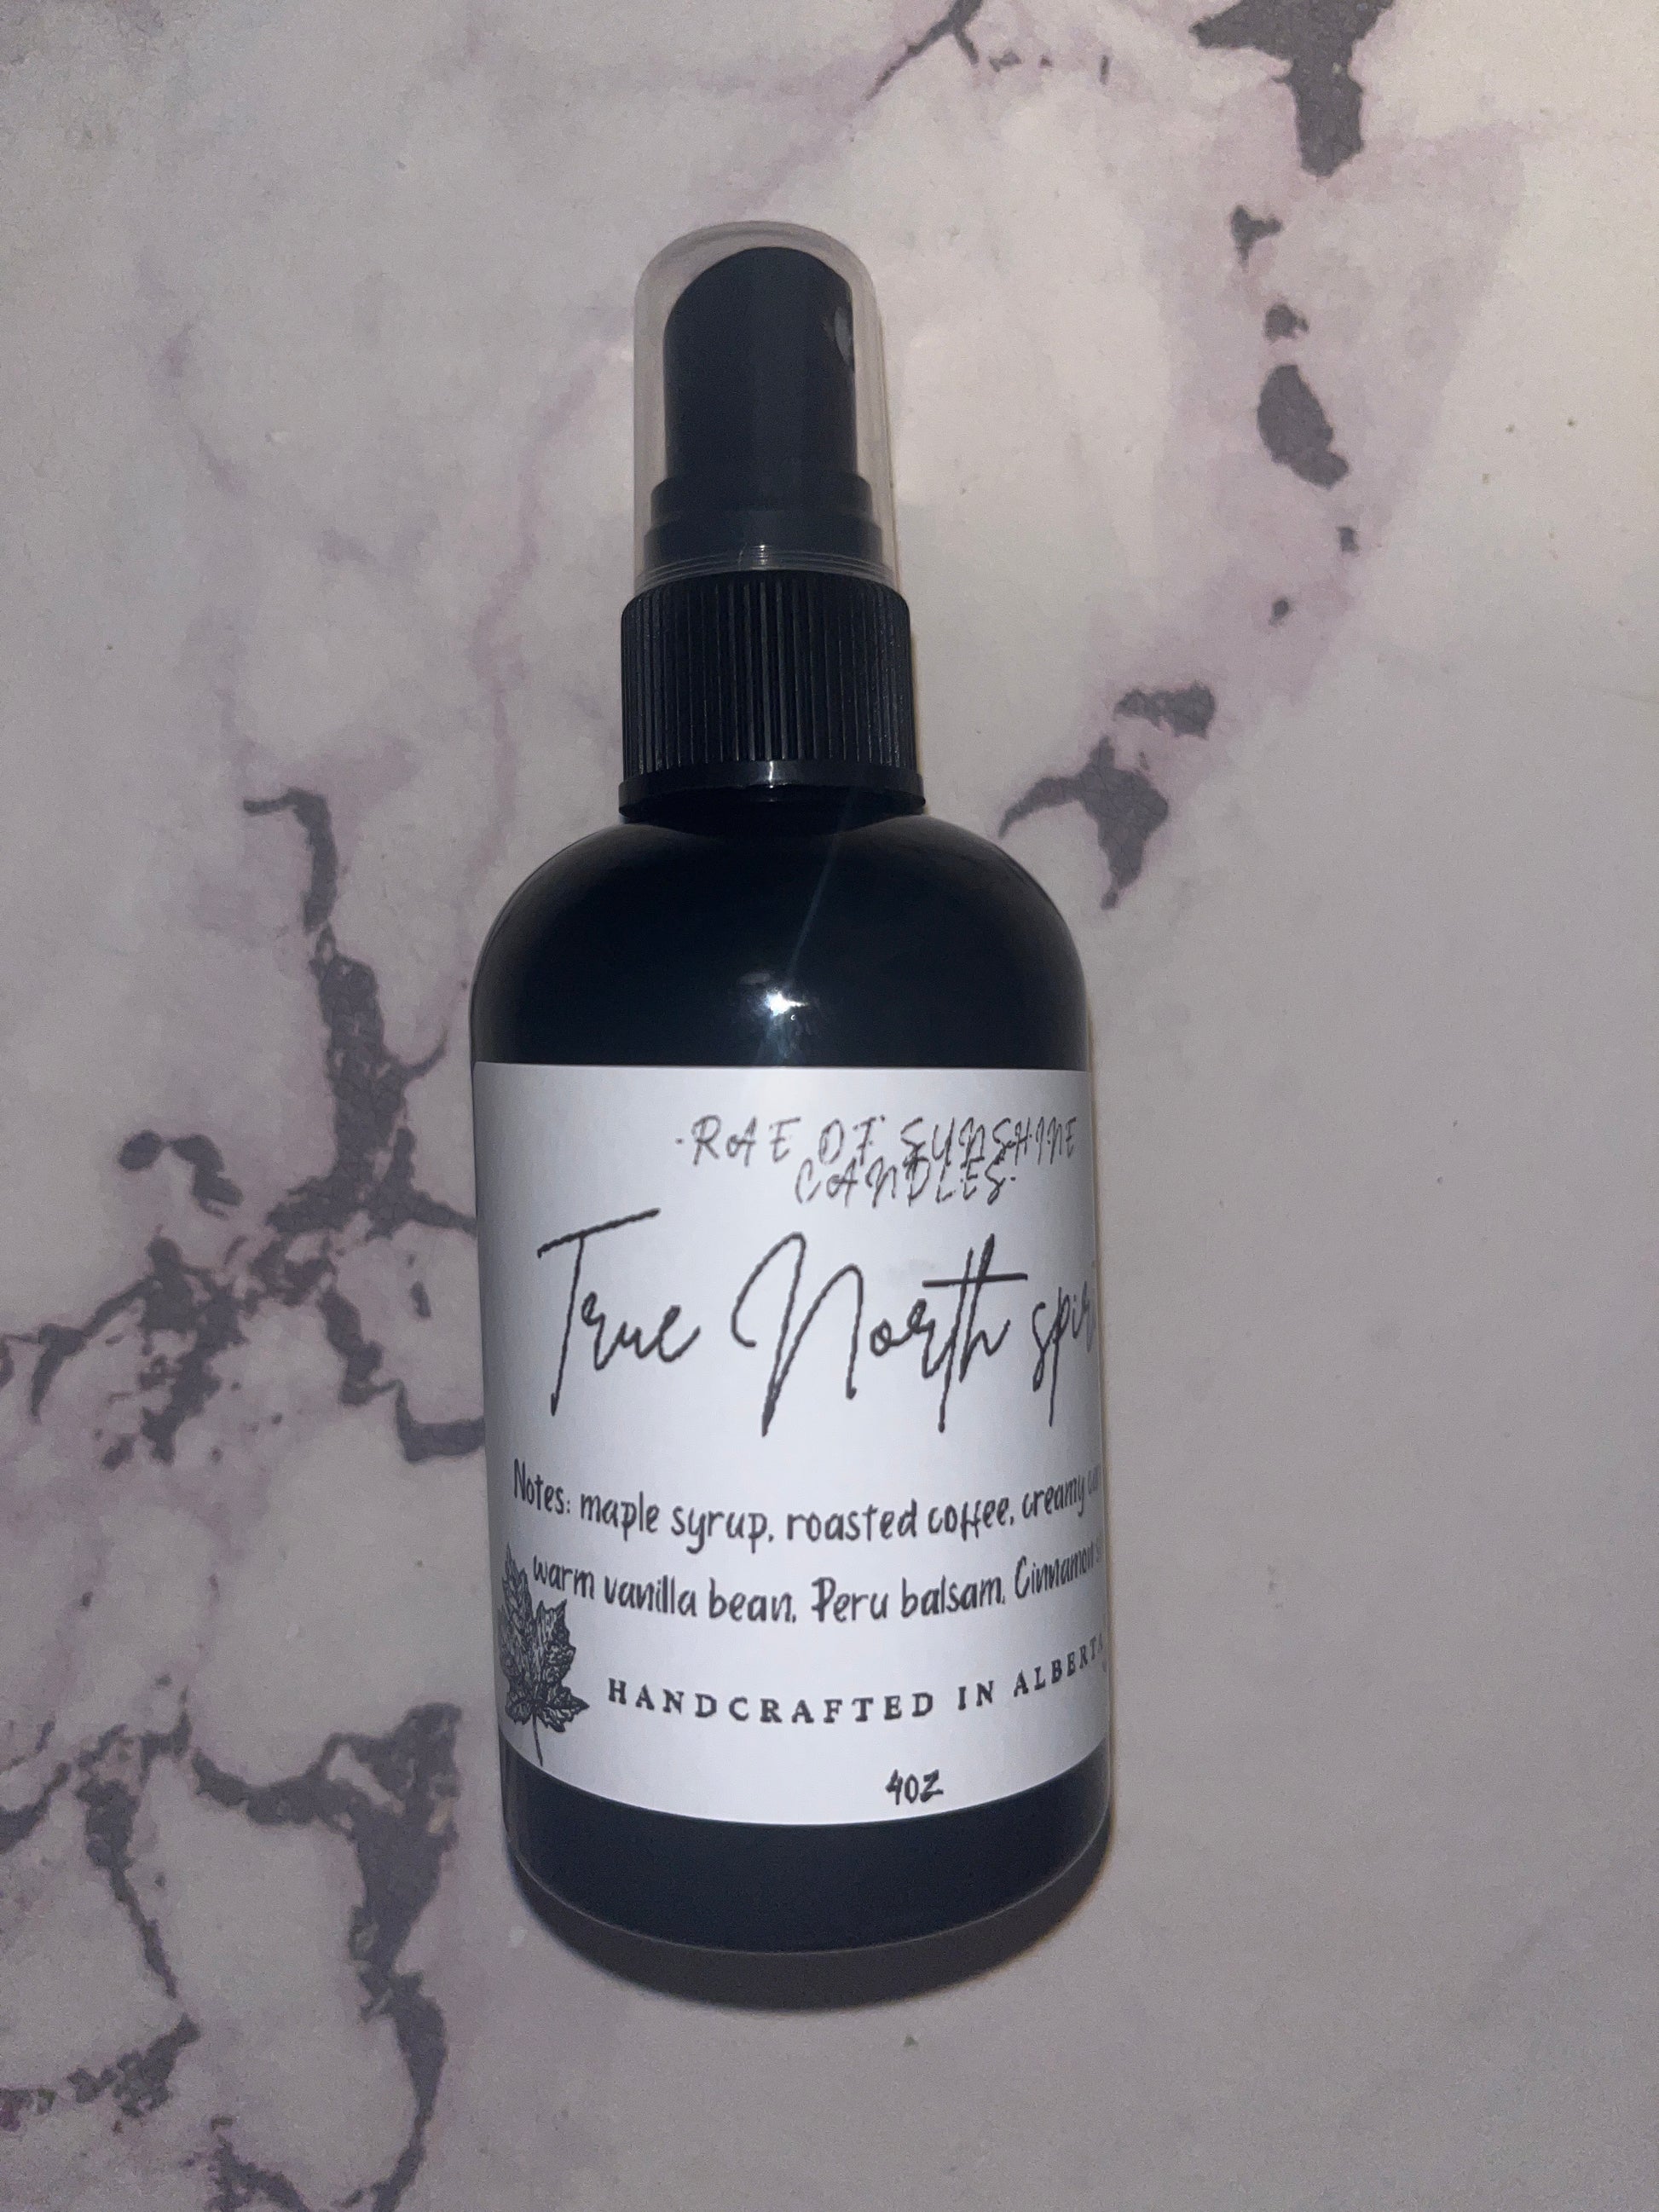 ·RAE OF SUNSHINE
CANDLES·
True North
Notes: maple syrup, roasted coffee, creamy
warm vanilla bean, Peru balsam, Cinnamon
HANDCRAFTED IN ALBERTA
4OZ